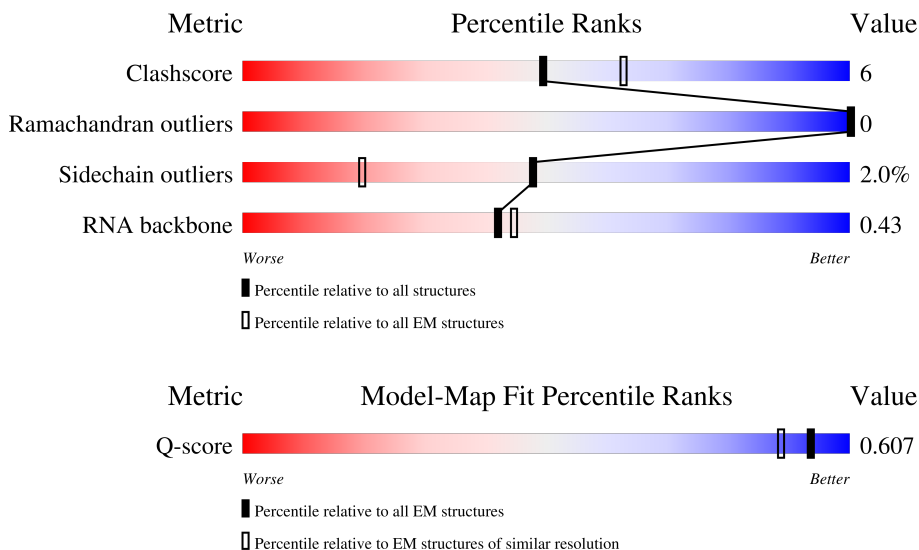 Metric Percentile Ranks Value
Clashscore 6
Ramachandran outliers 0
Sidechain outliers 2.0%
RNA backbone 0.43
Worse Better
Percentile relative to all structures
Percentile relative to all EM structures
Metric Model-Map Fit Percentile Ranks Value
Q-score 0.607
Worse Better
Percentile relative to all EM structures
Percentile relative to EM structures of similar resolution